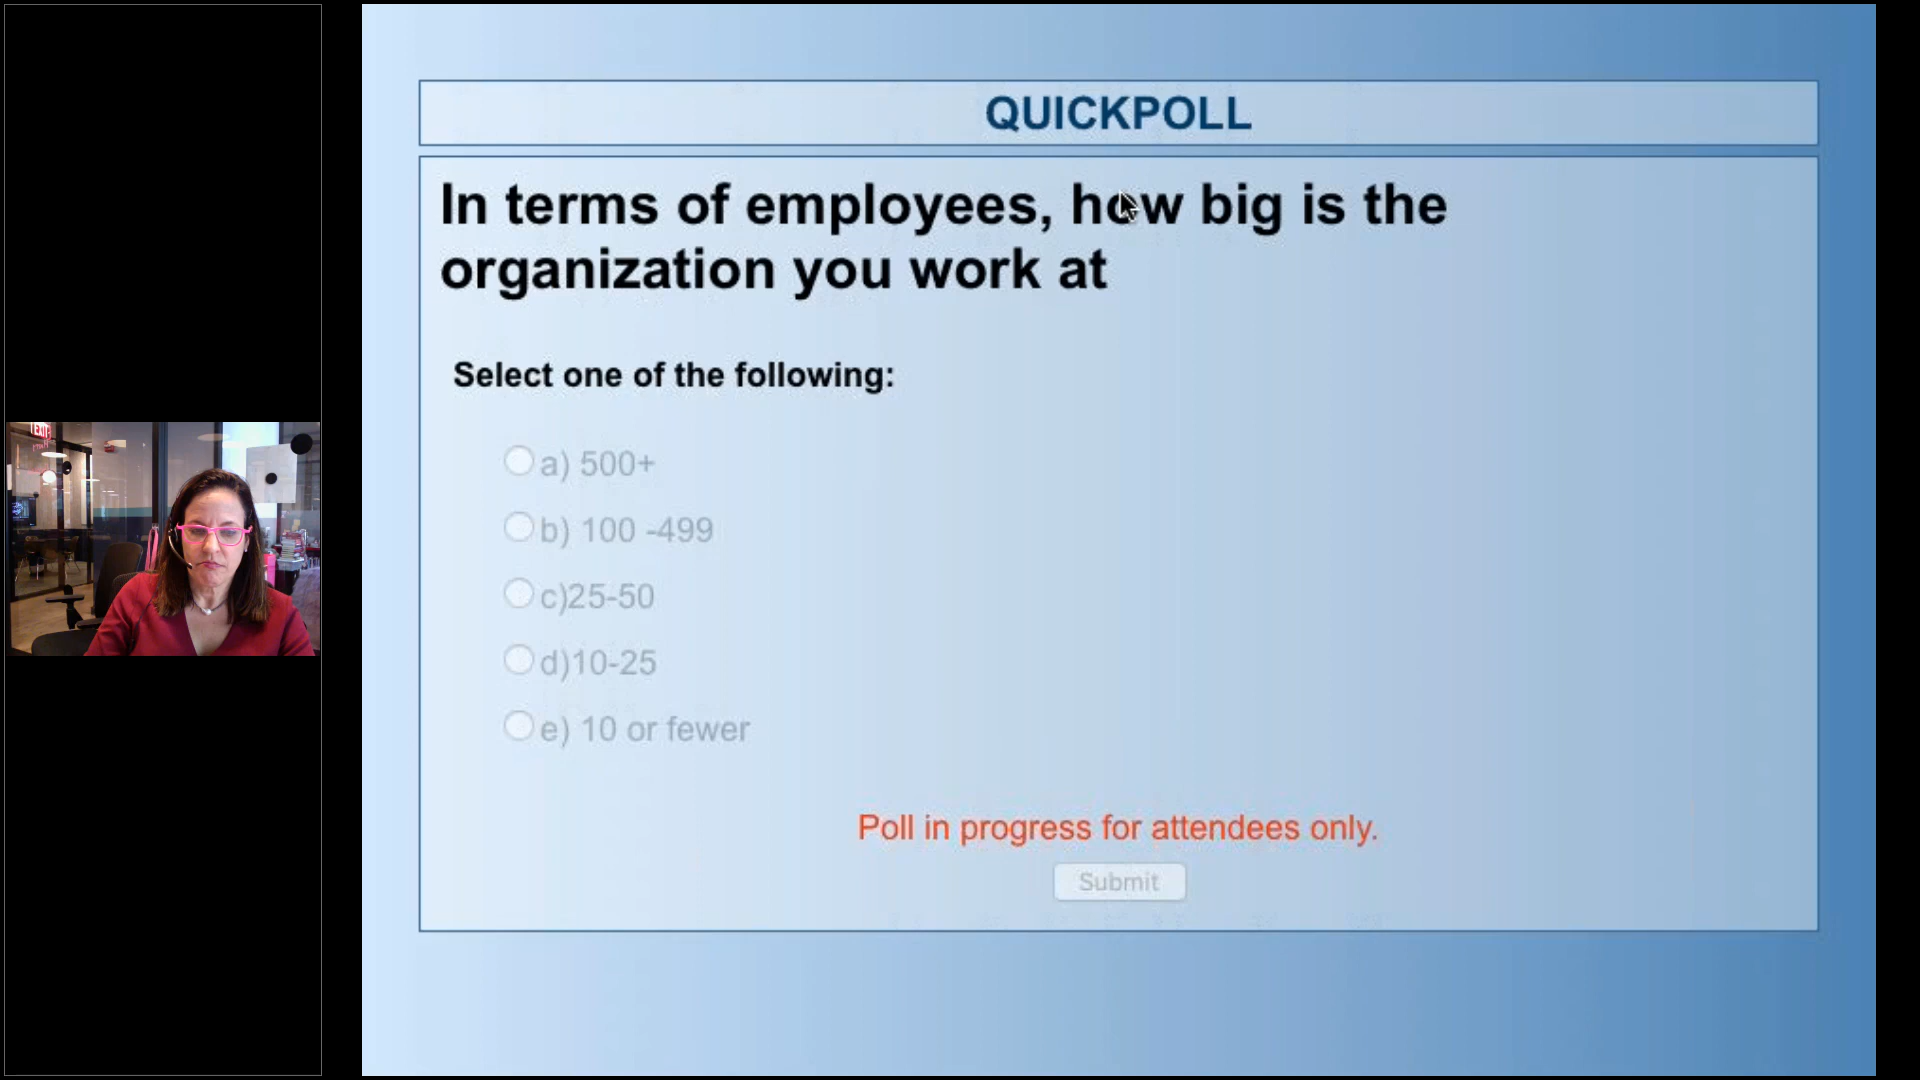 EXIT
QUICKPOLL
In terms of employees, how big is the
organization you work at
Select one of the following:
a) 500+
b) 100 -499
c)25-50
d)10-25
e) 10 or fewer
Poll in progress for attendees only.
Submit